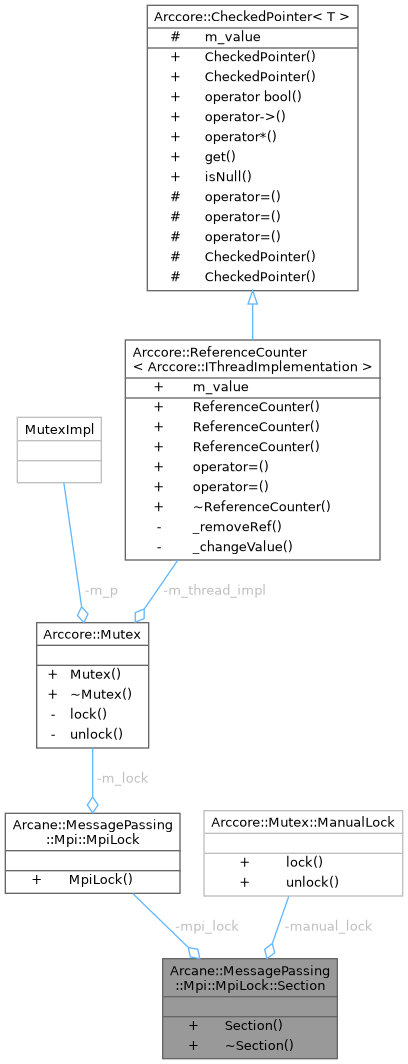 Arccore::CheckedPointer< T >
# m_value
+ CheckedPointer()
+ CheckedPointer()
+ operator bool()
+ operator->()
+ operator*()
+ get()
+ isNull()
# operator=()
# operator=()
# operator=()
# CheckedPointer()
# CheckedPointer()
Arccore::ReferenceCounter
< Arccore::IThreadImplementation >
+ m_value
+ ReferenceCounter()
+ ReferenceCounter()
+ ReferenceCounter()
+ operator=()
+ operator=()
+ ~ReferenceCounter()
- _removeRef()
- _changeValue()
MutexImpl
-m_p
-m_thread_impl
Arccore::Mutex
+ Mutex()
+ ~Mutex()
- lock()
- unlock()
-m_lock
Arcane::MessagePassing
::Mpi::MpiLock
+ MpiLock()
Arccore::Mutex::ManualLock
+ lock()
+ unlock()
-mpi_lock
-manual_lock
Arcane::MessagePassing
::Mpi::MpiLock::Section
+ Section()
+ ~Section()